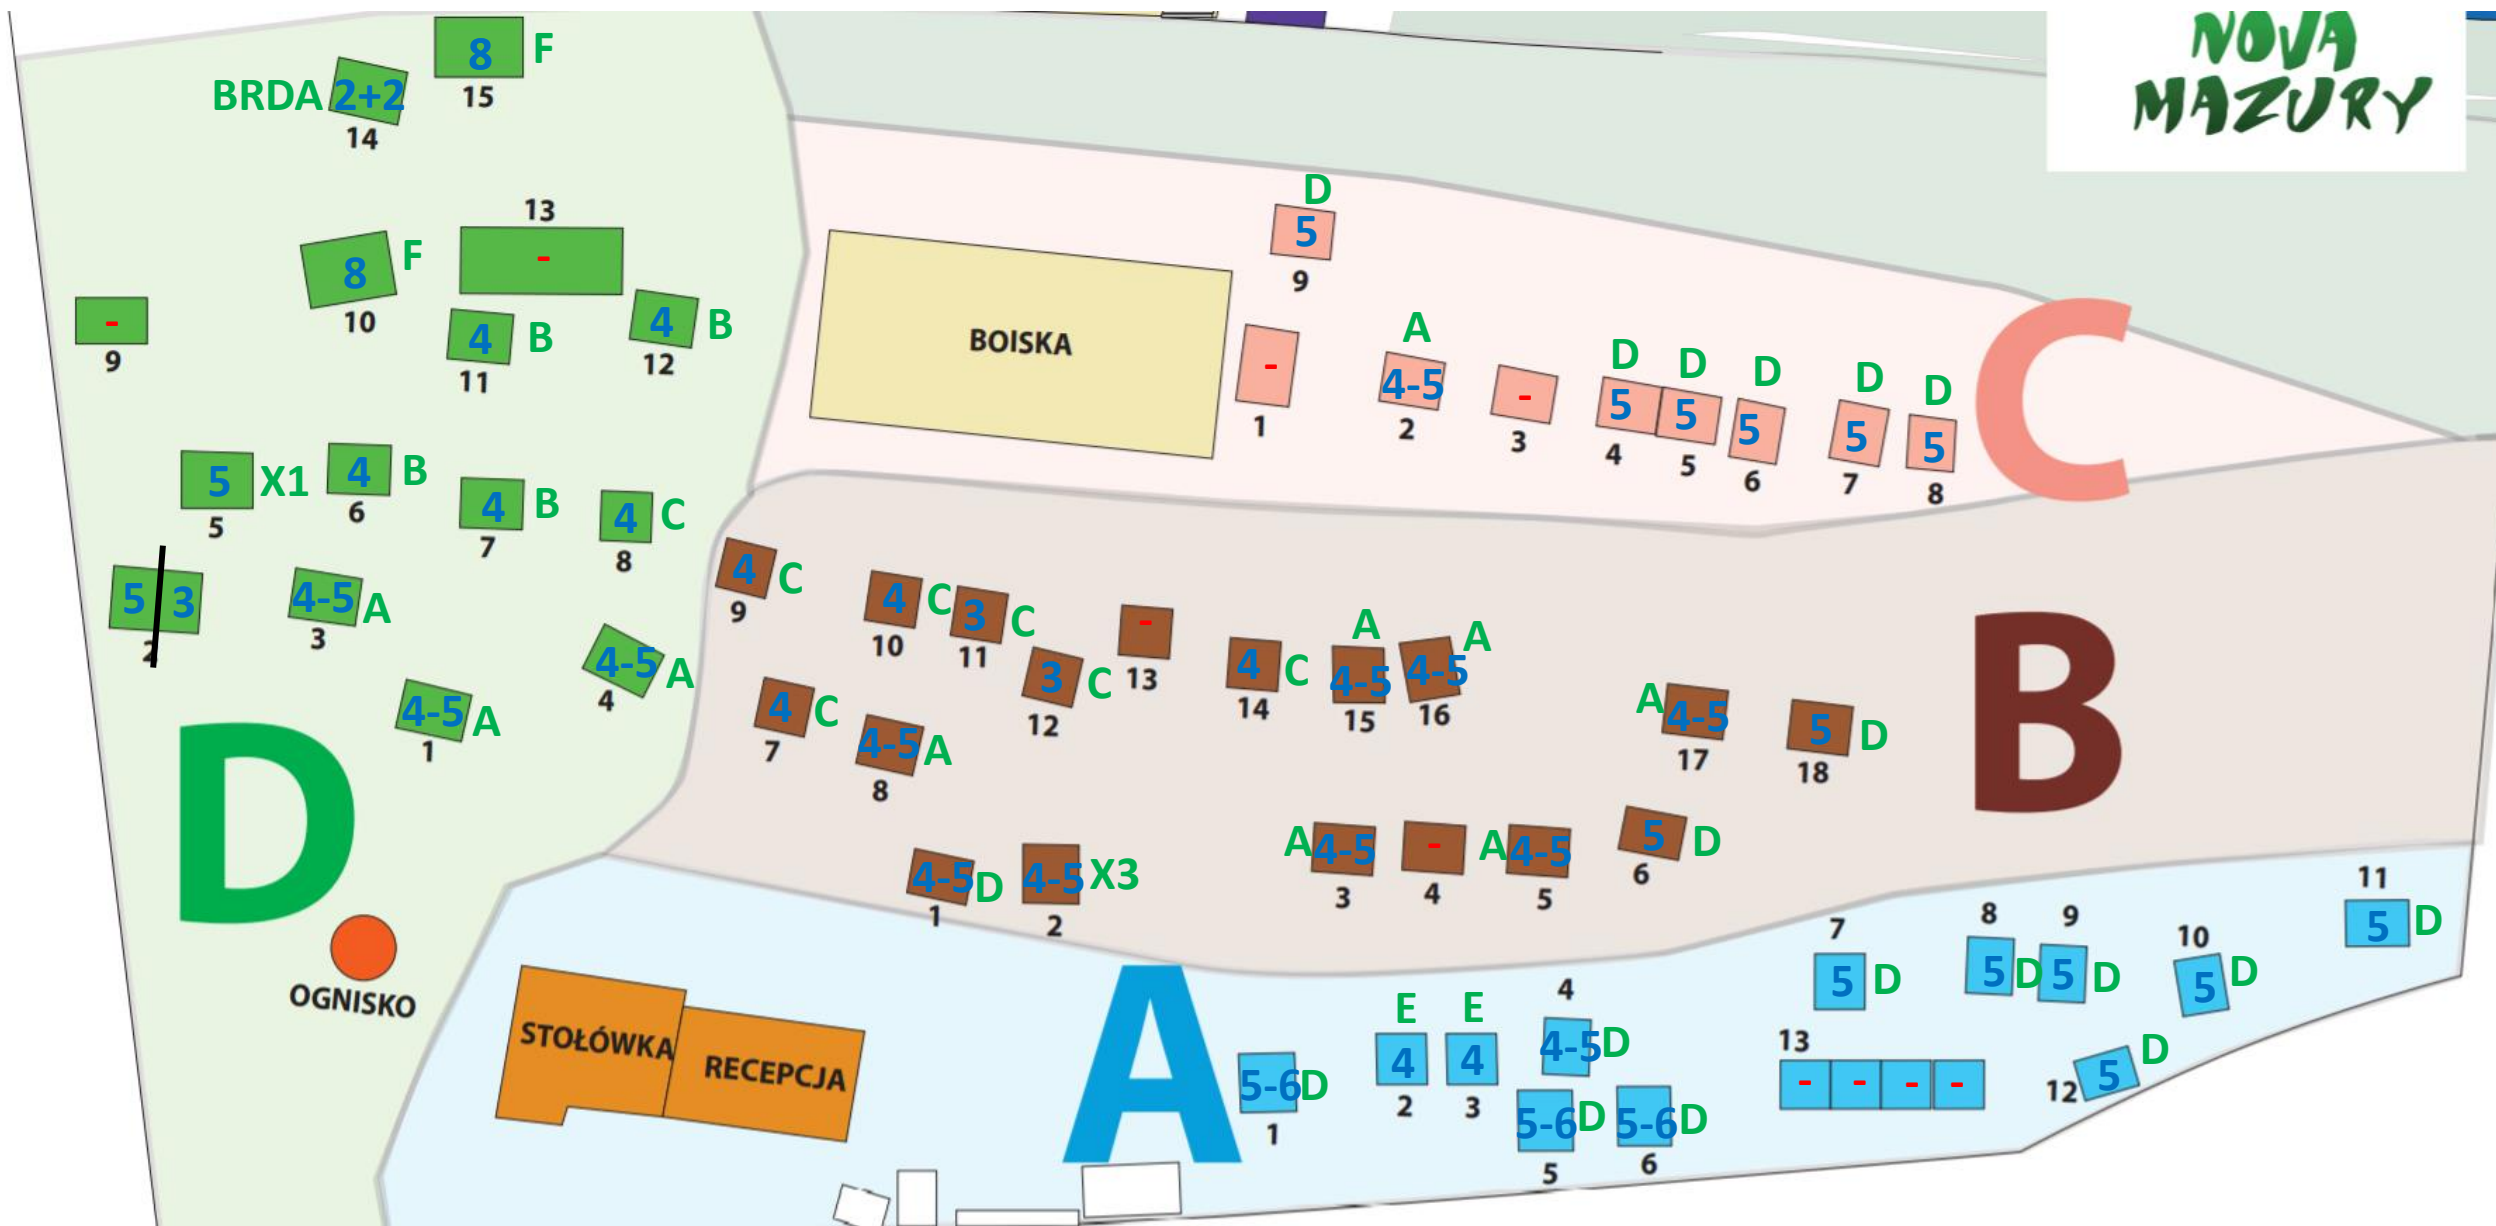 NOVA
MAZURY
8 F
15
BRDA 2+2
14
13
-
8 F
10
-
9
4 B
11
4 B
12
5 X1
5
4 B
6
4 B
7
4 C
8
5 3
2
4-5 A
3
4-5 A
4
4-5 A
1
D
OGNISKO
BOISKA
D
5
9
-
1
A
4-5
2
-
3
D
5
4
D
5
5
D
5
6
D
5
7
D
5
8
C
4 C
9
4 C
10
3 C
11
3 C
12
-
13
4 C
14
A
4-5
15
A
4-5
16
A 4-5
17
5 D
18
4 C
7
4-5 A
8
4-5 D
1
4-5 X3
2
A 4-5
3
-
4
A 4-5
5
5 D
6
B
STOŁÓWKA
RECEPCJA
A
5-6 D
1
E
4
2
E
4
3
4
4-5 D
5-6 D
5
5-6 D
6
7
5 D
8
5 D
9
5 D
10
5 D
11
5 D
13
- - - -
12 5 D